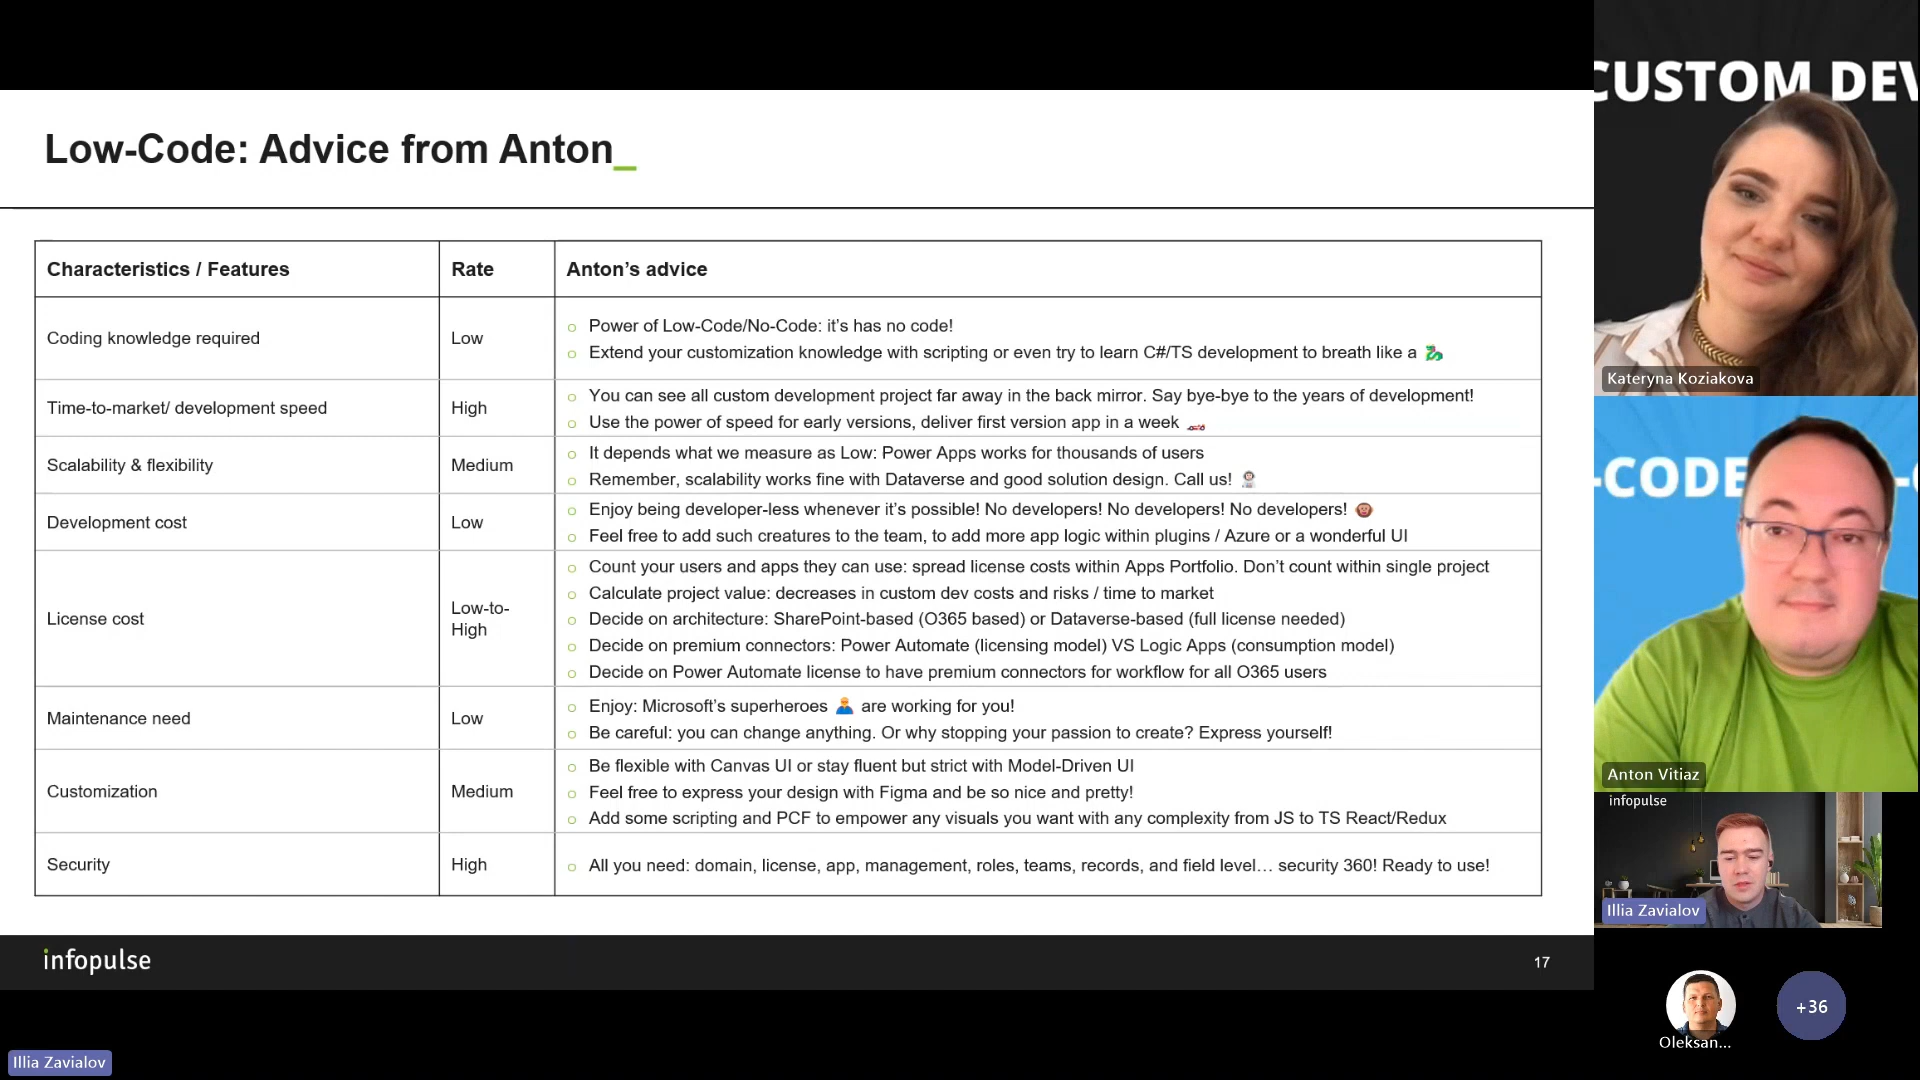 Low-Code: Advice from Anton_
Characteristics / Features
Rate
Anton's advice
Coding knowledge required
Low
Power of Low-Code/No-Code: it's has no code!
Extend your customization knowledge with scripting or even try to learn C#/TS development to breath like a 🐉
Time-to-market/ development speed
High
You can see all custom development project far away in the back mirror. Say bye-bye to the years of development!
Use the power of speed for early versions, deliver first version app in a week 🏎️
Scalability & flexibility
Medium
It depends what we measure as Low: Power Apps works for thousands of users
Remember, scalability works fine with Dataverse and good solution design. Call us! 👨‍🚀
Development cost
Low
Enjoy being developer-less whenever it's possible! No developers! No developers! No developers! 🐵
Feel free to add such creatures to the team, to add more app logic within plugins / Azure or a wonderful UI
License cost
Low-to-
High
Count your users and apps they can use: spread license costs within Apps Portfolio. Don't count within single project
Calculate project value: decreases in custom dev costs and risks / time to market
Decide on architecture: SharePoint-based (O365 based) or Dataverse-based (full license needed)
Decide on premium connectors: Power Automate (licensing model) VS Logic Apps (consumption model)
Decide on Power Automate license to have premium connectors for workflow for all O365 users
Maintenance need
Low
Enjoy: Microsoft's superheroes 🦸‍♂️ are working for you!
Be careful: you can change anything. Or why stopping your passion to create? Express yourself!
Customization
Medium
Be flexible with Canvas UI or stay fluent but strict with Model-Driven UI
Feel free to express your design with Figma and be so nice and pretty!
Add some scripting and PCF to empower any visuals you want with any complexity from JS to TS React/Redux
Security
High
All you need: domain, license, app, management, roles, teams, records, and field level… security 360! Ready to use!
infopulse
17
CUSTOM DEV
Kateryna Koziakova
-CODE
Anton Vitiaz
infopulse
Illia Zavialov
Oleksan...
+36
Illia Zavialov